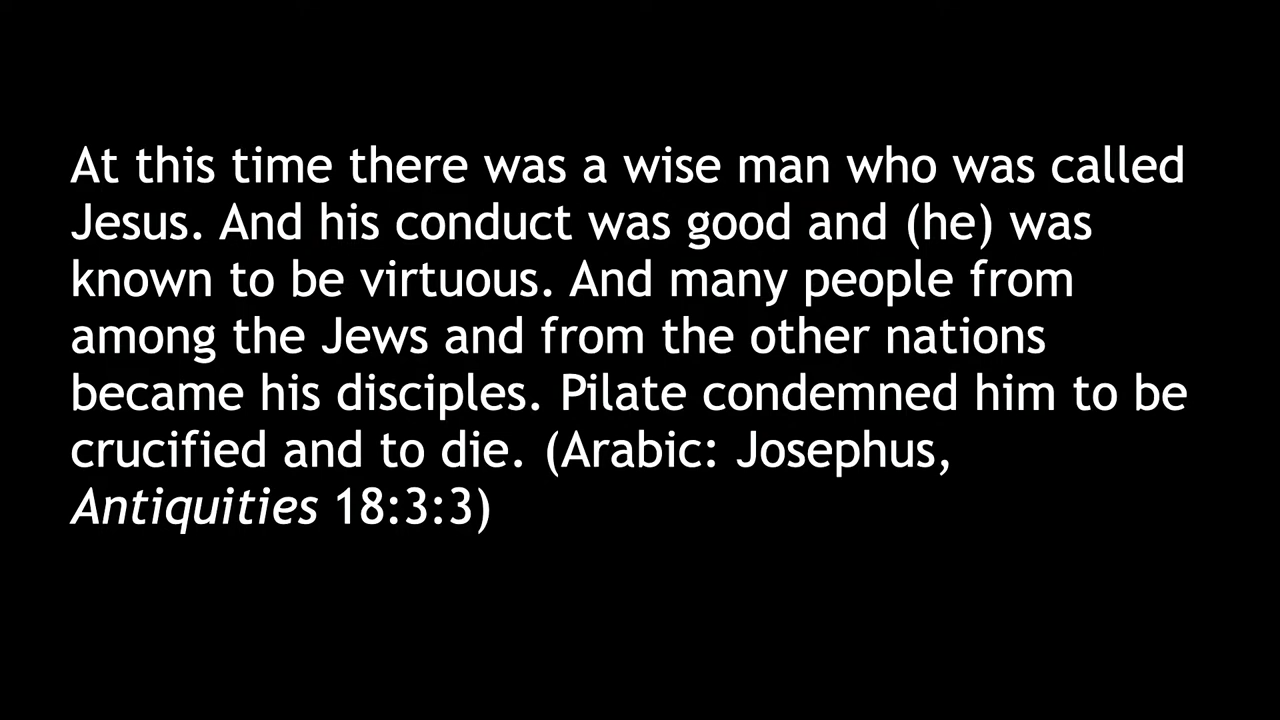 At this time there was a wise man who was called
Jesus. And his conduct was good and (he) was
known to be virtuous. And many people from
among the Jews and from the other nations
became his disciples. Pilate condemned him to be
crucified and to die. (Arabic: Josephus,
Antiquities 18:3:3)